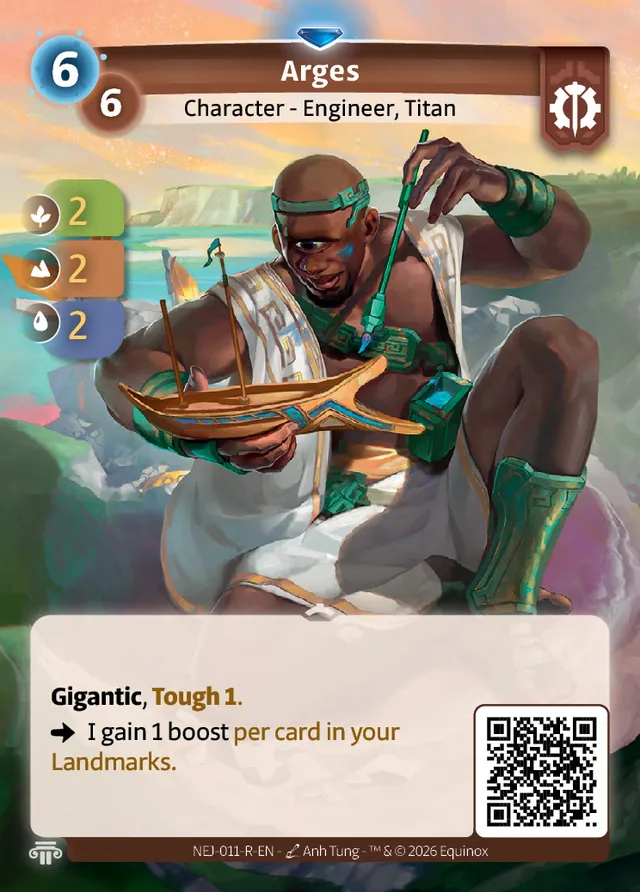 6
Arges
6
Character - Engineer, Titan
2
2
2
Gigantic, Tough 1.
I gain 1 boost per card in your
Landmarks.
NEJ-011-R-EN - Anh Tung - ™ & © 2026 Equinox